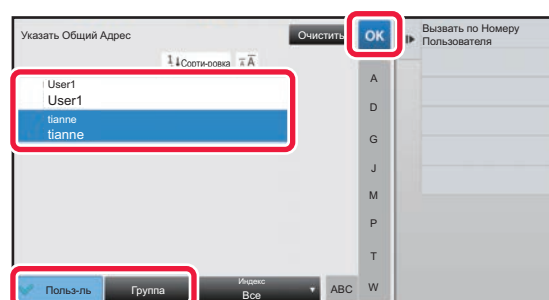 Указать Общий Адрес
Очистить
OK
Вызвать по Номеру
Пользователя
Сорти-ровка
User1
User1
tianne
tianne
A
D
G
J
M
P
T
W
Польз-ль
Группа
Индекс
Все
ABC